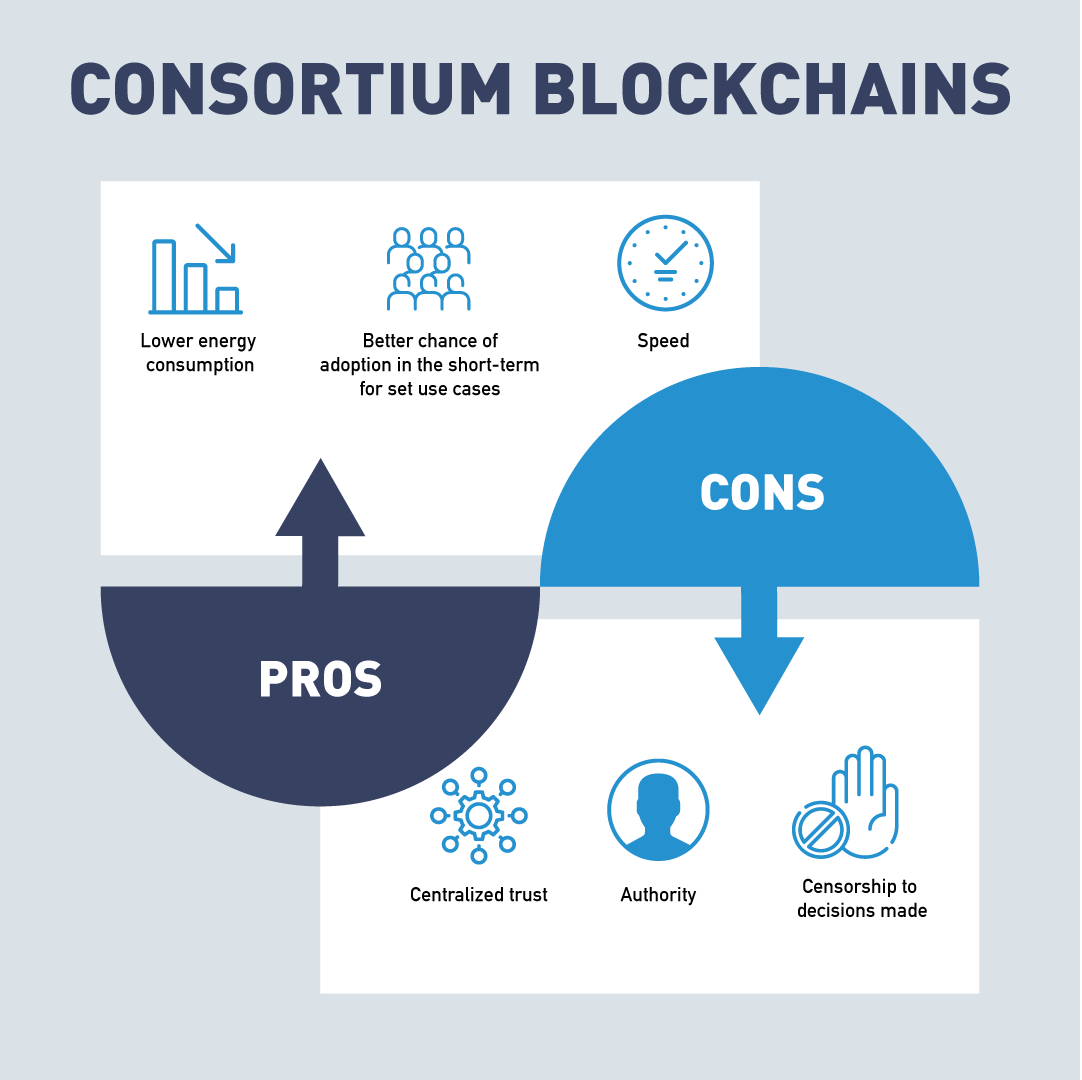 CONSORTIUM BLOCKCHAINS
Lower energy
consumption
Better chance of
adoption in the short-term
for set use cases
Speed
CONS
PROS
Centralized trust
Authority
Censorship to
decisions made